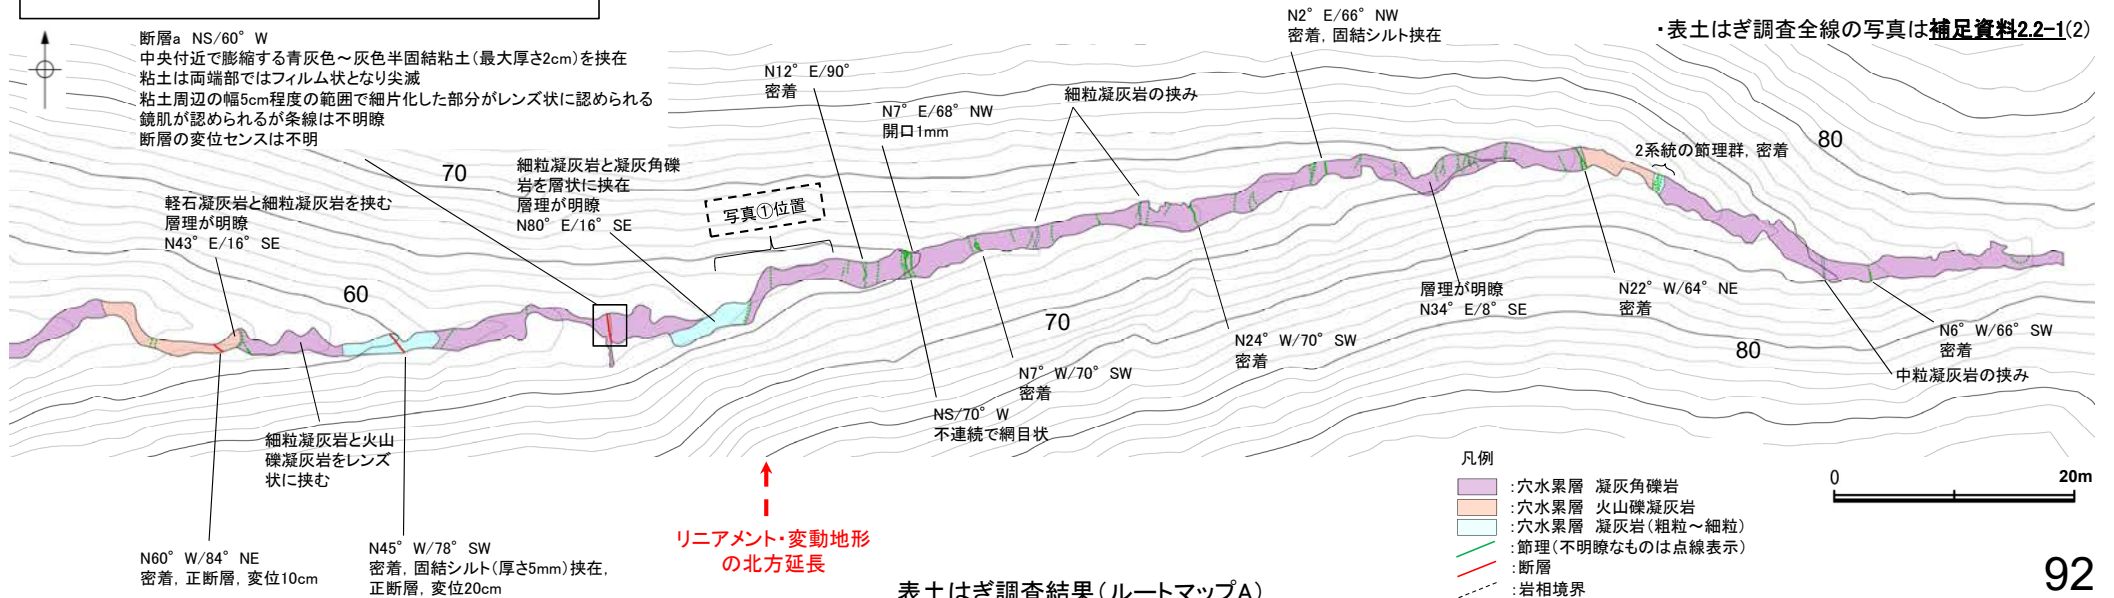 ・表土はぎ調査全線の写真は補足資料2.2-1(2)
断層a NS/60° W
中央付近で膨縮する青灰色～灰色半固結粘土(最大厚さ2cm)を挟在
粘土は両端部ではフィルム状となり尖滅
粘土周辺の幅5cm程度の範囲で細片化した部分がレンズ状に認められる
鏡肌が認められるが条線は不明瞭
断層の変位センスは不明
N12° E/90°
密着
N7° E/68° NW
開口1mm
細粒凝灰岩の挟み
N2° E/66° NW
密着, 固結シルト挟在
2系統の節理群, 密着
80
70
細粒凝灰岩と凝灰角礫
岩を層状に挟在
層理が明瞭
N80° E/16° SE
写真①位置
軽石凝灰岩と細粒凝灰岩を挟む
層理が明瞭
N43° E/16° SE
60
70
80
層理が明瞭
N34° E/8° SE
N22° W/64° NE
密着
N6° W/66° SW
密着
中粒凝灰岩の挟み
N24° W/70° SW
密着
N7° W/70° SW
密着
NS/70° W
不連続で網目状
細粒凝灰岩と火山
礫凝灰岩をレンズ
状に挟む
N60° W/84° NE
密着, 正断層, 変位10cm
N45° W/78° SW
密着, 固結シルト(厚さ5mm)挟在,
正断層, 変位20cm
リニアメント・変動地形
の北方延長
凡例
:穴水累層 凝灰角礫岩
:穴水累層 火山礫凝灰岩
:穴水累層 凝灰岩(粗粒～細粒)
:節理(不明瞭なものは点線表示)
:断層
:岩相境界
0 20m
表土はぎ調査結果(ルートマップA)
92